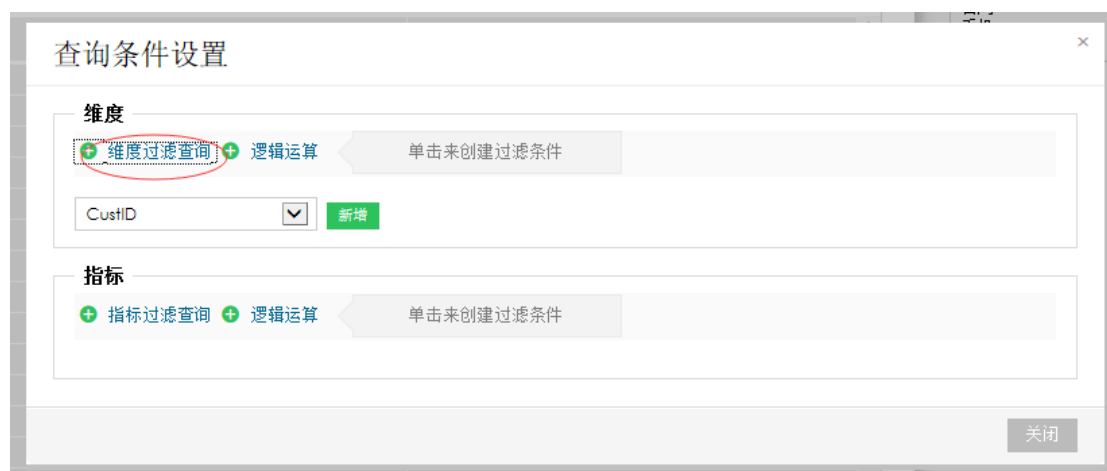 查询条件设置
×
维度
维度过滤查询 逻辑运算 单击来创建过滤条件
CustID 新增
指标
指标过滤查询 逻辑运算 单击来创建过滤条件
关闭